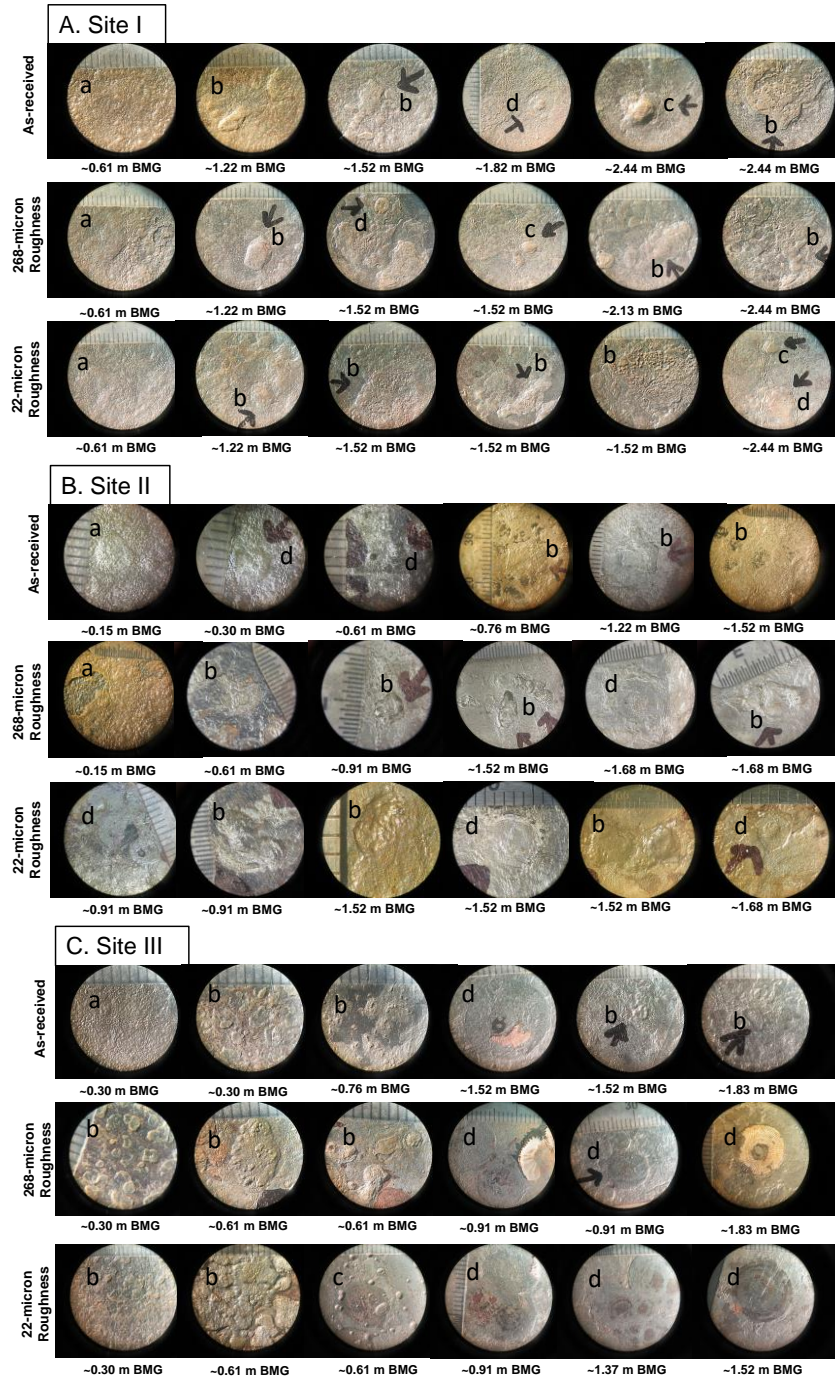 A. Site I
As-received
a b b d c b
~0.61 m BMG ~1.22 m BMG ~1.52 m BMG ~1.82 m BMG ~2.44 m BMG ~2.44 m BMG
268-micron
Roughness
a b d c b b
~0.61 m BMG ~1.22 m BMG ~1.52 m BMG ~1.52 m BMG ~2.13 m BMG ~2.44 m BMG
22-micron
Roughness
a b b b b c d
~0.61 m BMG ~1.22 m BMG ~1.52 m BMG ~1.52 m BMG ~1.52 m BMG ~2.44 m BMG
B. Site II
As-received
a d d b b b
~0.15 m BMG ~0.30 m BMG ~0.61 m BMG ~0.76 m BMG ~1.22 m BMG ~1.52 m BMG
268-micron
Roughness
a b b b d b
~0.15 m BMG ~0.61 m BMG ~0.91 m BMG ~1.52 m BMG ~1.68 m BMG ~1.68 m BMG
22-micron
Roughness
d b b d b d
~0.91 m BMG ~0.91 m BMG ~1.52 m BMG ~1.52 m BMG ~1.52 m BMG ~1.68 m BMG
C. Site III
As-received
a b b d b b
~0.30 m BMG ~0.30 m BMG ~0.76 m BMG ~1.52 m BMG ~1.52 m BMG ~1.83 m BMG
268-micron
Roughness
b b b d d d
~0.30 m BMG ~0.61 m BMG ~0.61 m BMG ~0.91 m BMG ~0.91 m BMG ~1.83 m BMG
22-micron
Roughness
b b c d d d
~0.30 m BMG ~0.61 m BMG ~0.61 m BMG ~0.91 m BMG ~1.37 m BMG ~1.52 m BMG